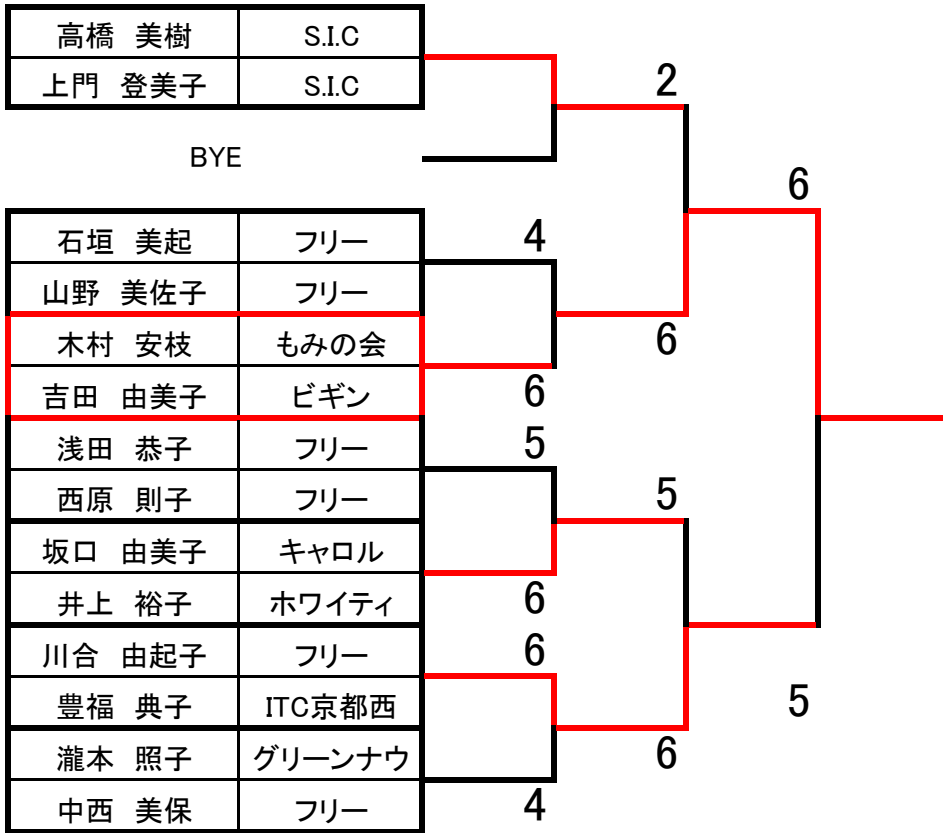 高橋 美樹 S.I.C
上門 登美子 S.I.C
2
BYE
6
石垣 美起 フリー
4
山野 美佐子 フリー
木村 安枝 もみの会
6
吉田 由美子 ビギン
6
浅田 恭子 フリー
5
西原 則子 フリー
5
坂口 由美子 キャロル
井上 裕子 ホワイティ
6
川合 由起子 フリー
6
豊福 典子 ITC京都西
5
瀧本 照子 グリーンナウ
6
中西 美保 フリー
4